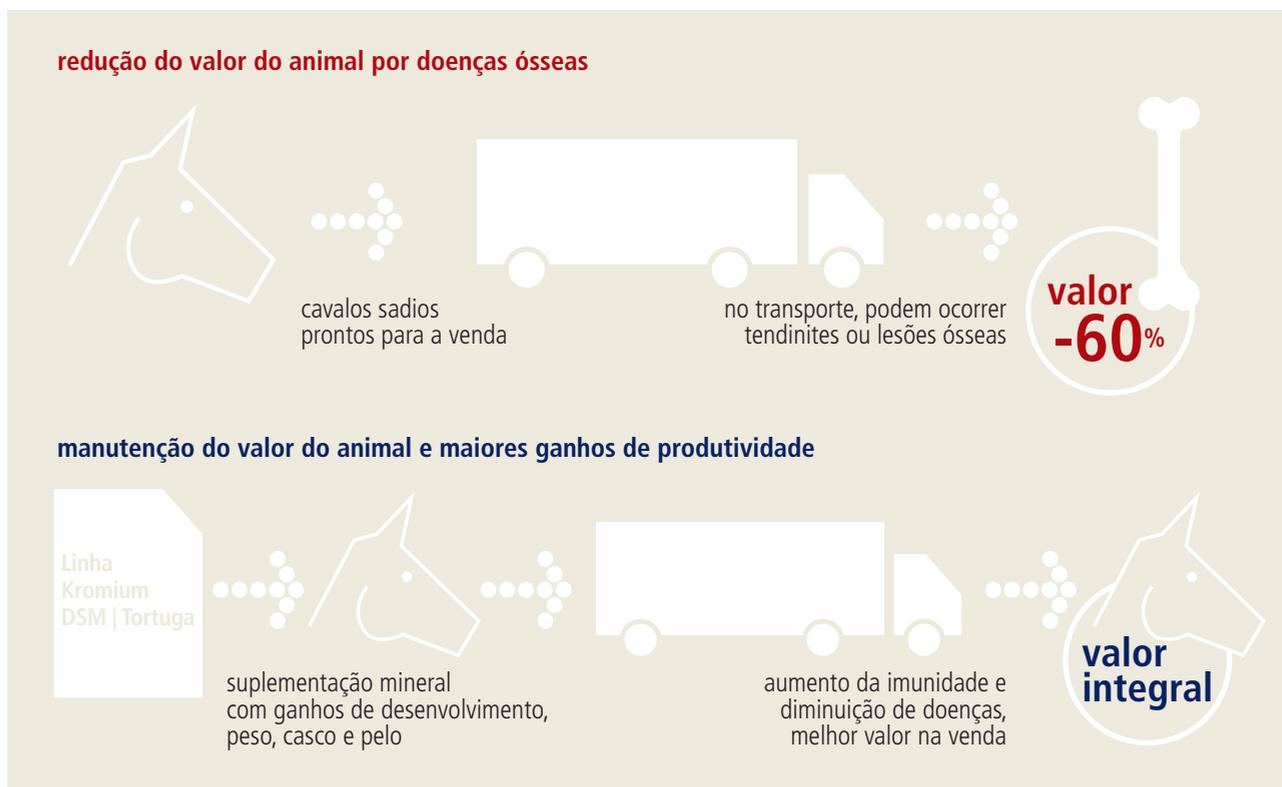 redução do valor do animal por doenças ósseas
cavalos sadios
prontos para a venda
no transporte, podem ocorrer
tendinites ou lesões ósseas
valor
-60%
manutenção do valor do animal e maiores ganhos de produtividade
Linha
Kromium
DSM | Tortuga
suplementação mineral
com ganhos de desenvolvimento,
peso, casco e pelo
aumento da imunidade e
diminuição de doenças,
melhor valor na venda
valor
integral